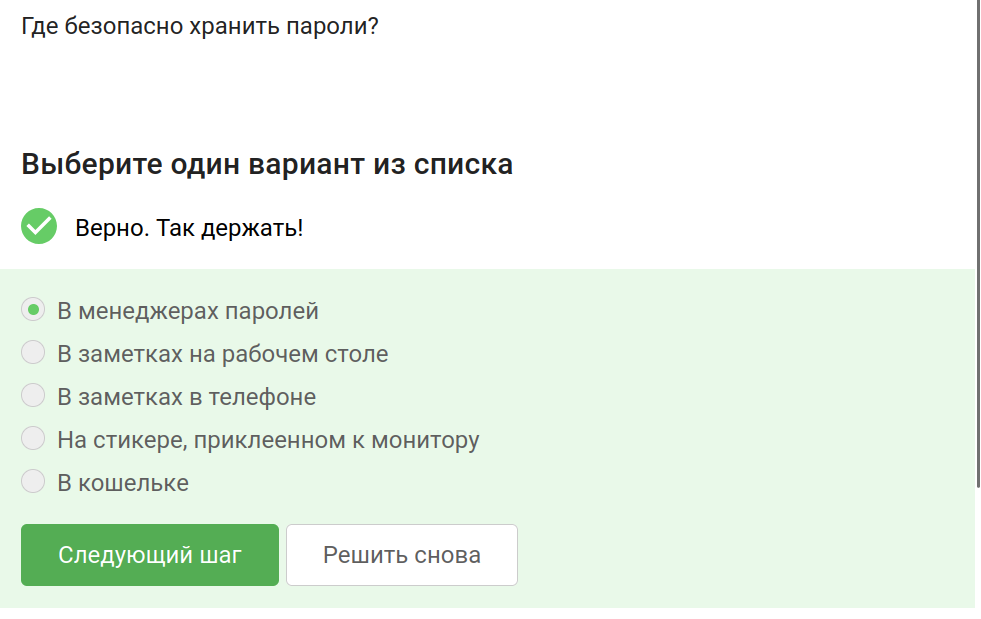 Где безопасно хранить пароли?
Выберите один вариант из списка
Верно. Так держать!
В менеджерах паролей
В заметках на рабочем столе
В заметках в телефоне
На стикере, приклеенном к монитору
В кошельке
Следующий шаг
Решить снова